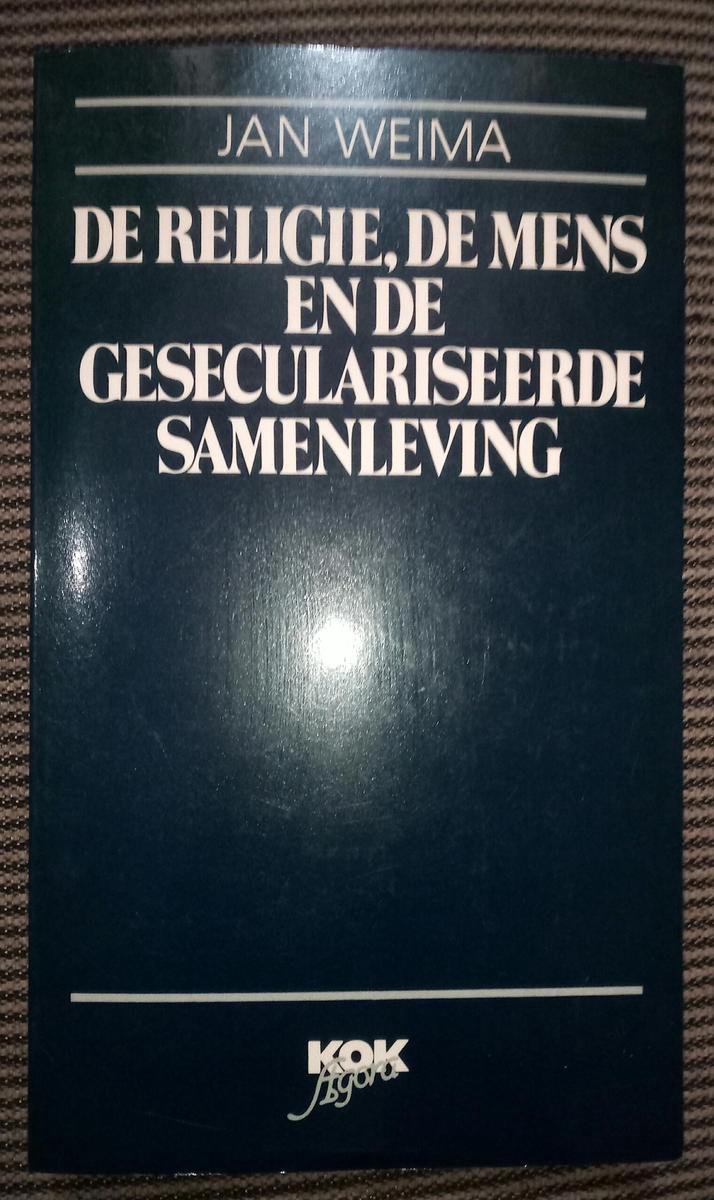 JAN WEIMA
DE RELIGIE, DE MENS
EN DE
GESECULARISEERDE
SAMENLEVING
KOK
Agora